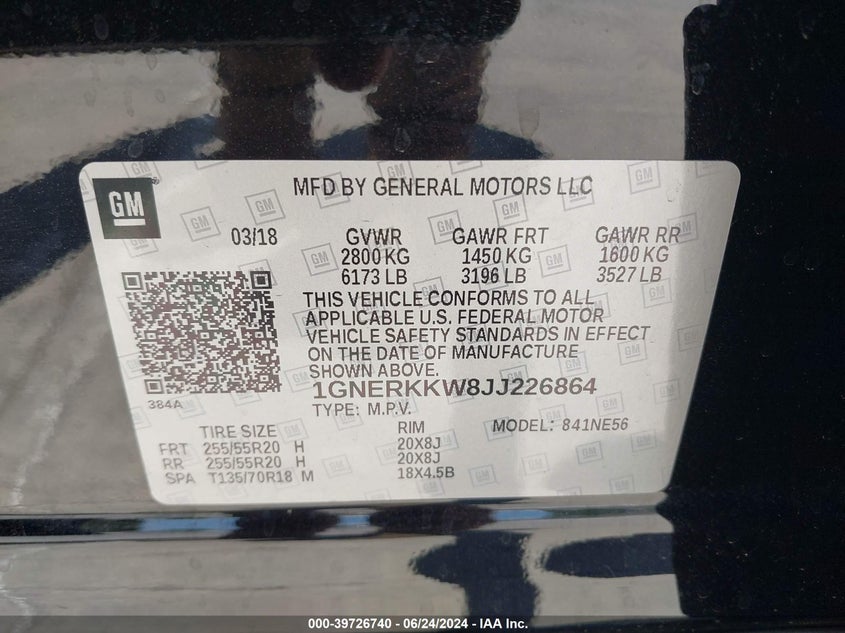 GM
MFD BY GENERAL MOTORS LLC
03/18 GVWR GAWR FRT GAWR RR
2800 KG 1450 KG 1600 KG
6173 LB 3196 LB 3527 LB
THIS VEHICLE CONFORMS TO ALL
APPLICABLE U.S. FEDERAL MOTOR
VEHICLE SAFETY STANDARDS IN EFFECT
ON THE DATE OF MANUFACTURE
SHOWN ABOVE.
1GNERKKW8JJ226864
384A
TYPE: M.P.V. MODEL: 841NE56
TIRE SIZE RIM
FRT 255/55R20 H 20X8J
RR 255/55R20 H 20X8J
SPA T135/70R18 M 18X4.5B
000-39726740 - 06/24/2024 - IAA Inc.